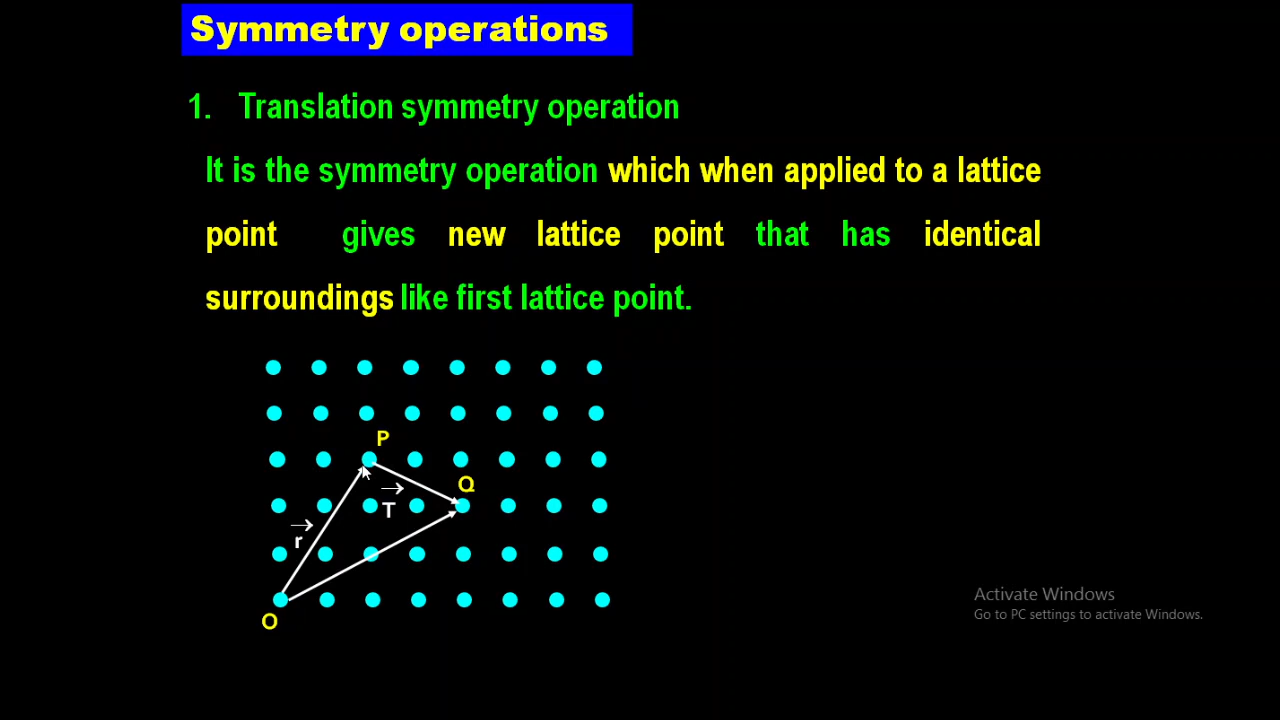 Symmetry operations
1. Translation symmetry operation
It is the symmetry operation which when applied to a lattice
point gives new lattice point that has identical
surroundings like first lattice point.
P
Q
T
r
O
Activate Windows
Go to PC settings to activate Windows.